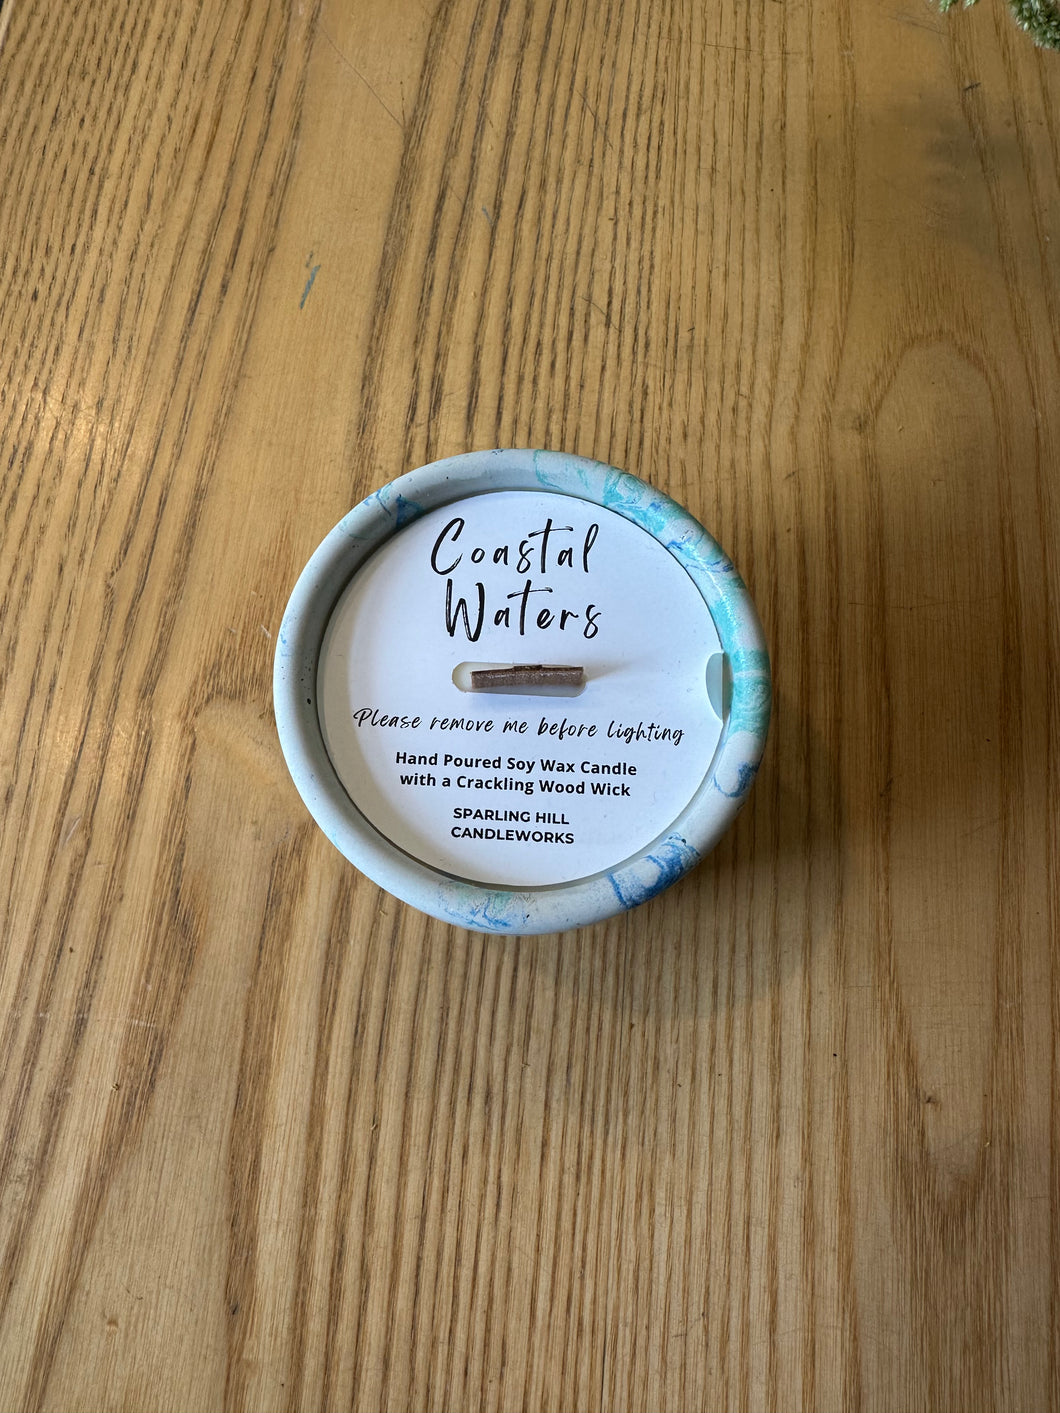 Coastal
Waters
Please remove me before lighting
Hand Poured Soy Wax Candle
with a Crackling Wood Wick
SPARLING HILL
CANDLEWORKS